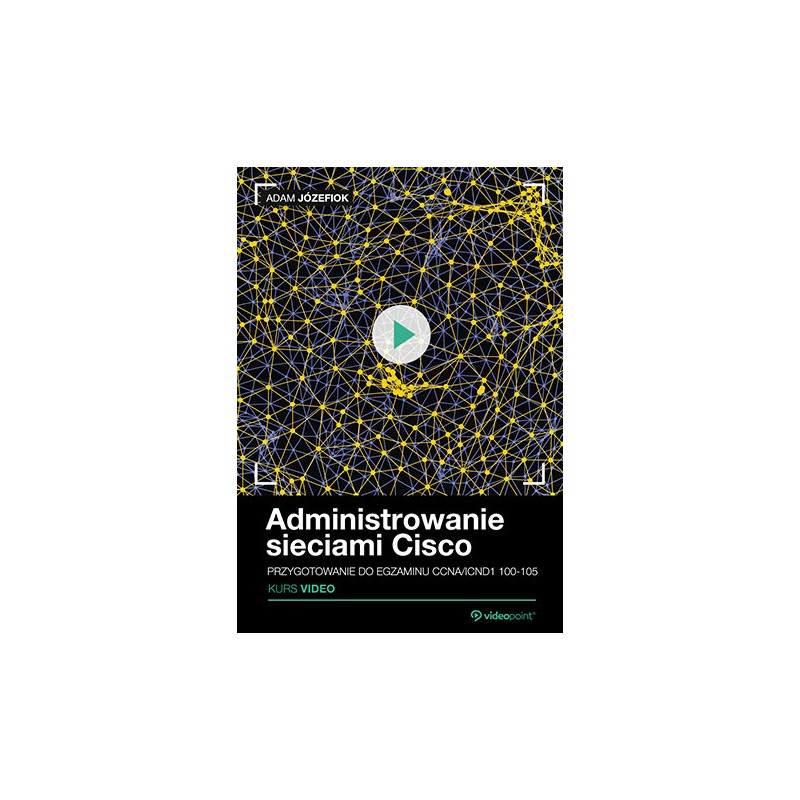 ADAM JÓZEFIOK
Administrowanie
sieciami Cisco
PRZYGOTOWANIE DO EGZAMINU CCNA/ICND1 100-105
KURS VIDEO
videopoint®